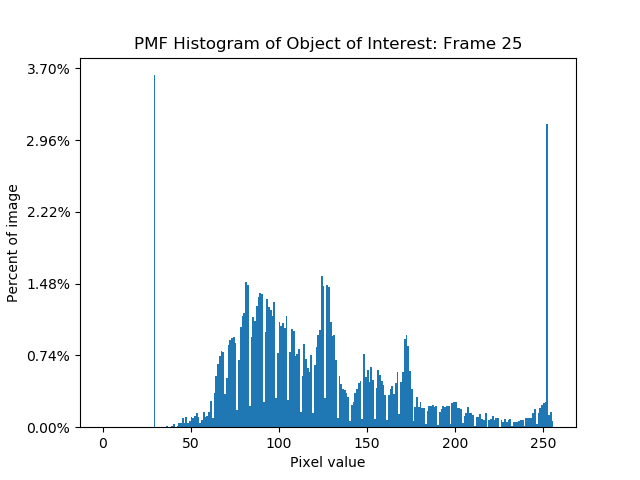 PMF Histogram of Object of Interest: Frame 25
3.70%
2.96%
2.22%
1.48%
0.74%
0.00%
Percent of image
0 50 100 150 200 250
Pixel value